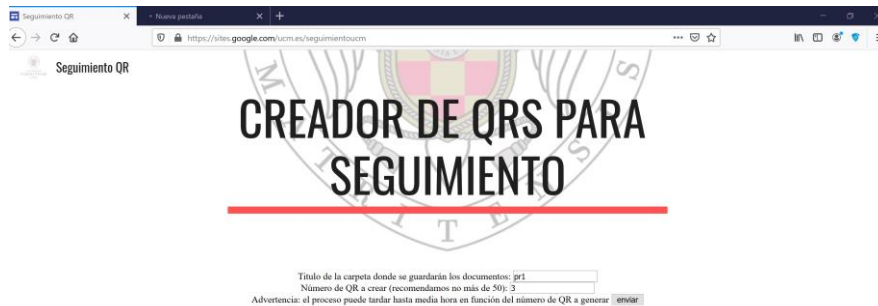 Seguimiento QR
Nueva pestaña
https://sites.google.com/ucm.es/seguimientoucm
Seguimiento QR
CREADOR DE QRS PARA
SEGUIMIENTO
MATRITENSIS
Titulo de la carpeta donde se guardarán los documentos: pr1
Número de QR a crear (recomendamos no más de 50): 3
Advertencia: el proceso puede tardar hasta media hora en función del número de QR a generar enviar